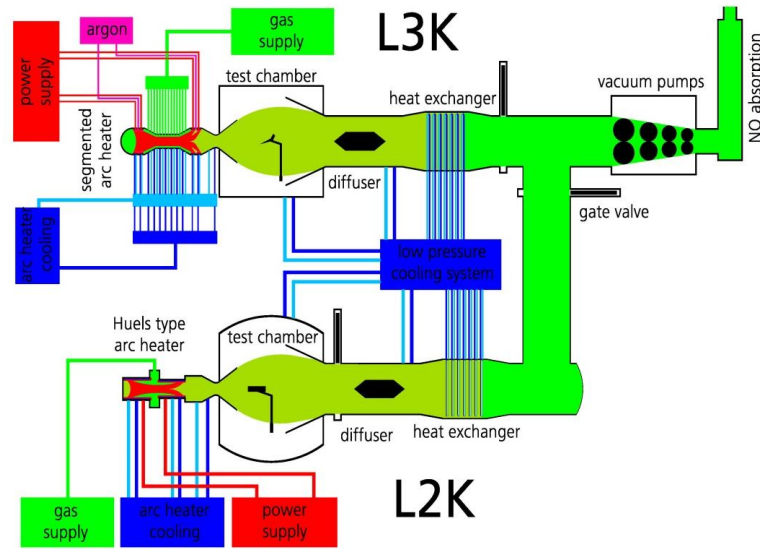 L3K
gas
supply
argon
power
supply
test chamber
segmented
arc heater
heat exchanger
vacuum pumps
NO absorption
diffuser
gate valve
arc heater
cooling
low pressure
cooling system
Huels type
arc heater
test chamber
diffuser
heat exchanger
L2K
gas
supply
arc heater
cooling
power
supply